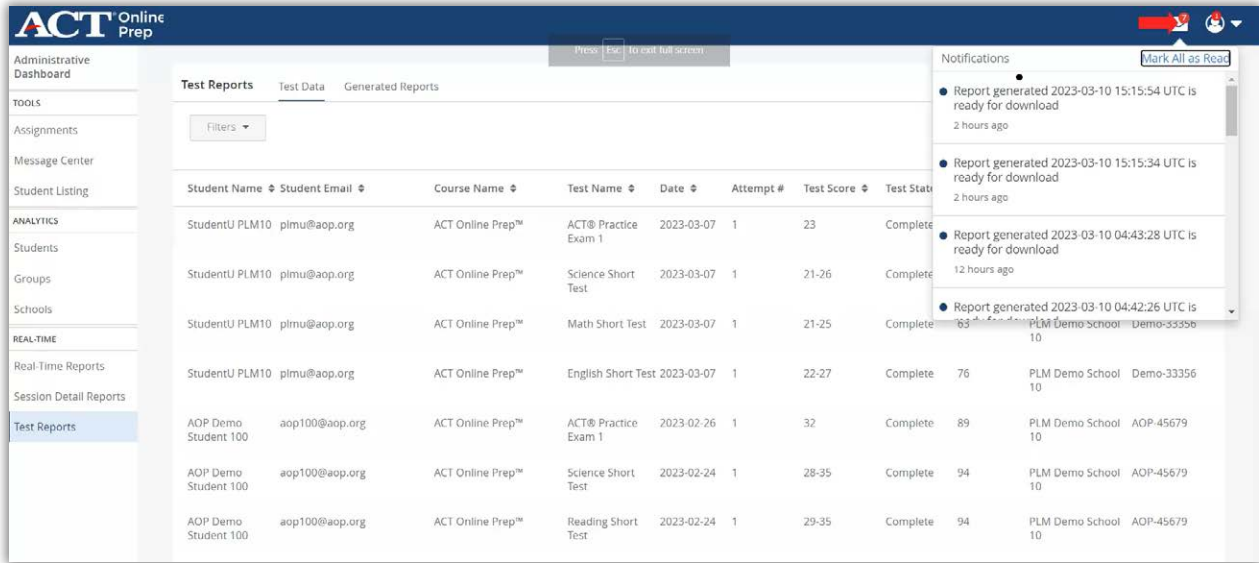 ACT Online Prep
7
1
Press Esc to exit full screen
Administrative Dashboard
TOOLS
Assignments
Message Center
Student Listing
ANALYTICS
Students
Groups
Schools
REAL-TIME
Real-Time Reports
Session Detail Reports
Test Reports
Test Reports Test Data Generated Reports
Filters
Notifications Mark All as Read
Report generated 2023-03-10 15:15:54 UTC is
ready for download
2 hours ago
Report generated 2023-03-10 15:15:34 UTC is
ready for download
2 hours ago
Report generated 2023-03-10 04:43:28 UTC is
ready for download
12 hours ago
Report generated 2023-03-10 04:42:26 UTC is
Student Name Student Email Course Name Test Name Date Attempt # Test Score Test State
StudentU PLM10 plmu@aop.org ACT Online Prep™ ACT® Practice Exam 1 2023-03-07 1 23 Complete
StudentU PLM10 plmu@aop.org ACT Online Prep™ Science Short Test 2023-03-07 1 21-26 Complete
StudentU PLM10 plmu@aop.org ACT Online Prep™ Math Short Test 2023-03-07 1 21-25 Complete 63 PLM Demo School 10 Demo-33356
StudentU PLM10 plmu@aop.org ACT Online Prep™ English Short Test 2023-03-07 1 22-27 Complete 76 PLM Demo School 10 Demo-33356
AOP Demo Student 100 aop100@aop.org ACT Online Prep™ ACT® Practice Exam 1 2023-02-26 1 32 Complete 89 PLM Demo School 10 AOP-45679
AOP Demo Student 100 aop100@aop.org ACT Online Prep™ Science Short Test 2023-02-24 1 28-35 Complete 94 PLM Demo School 10 AOP-45679
AOP Demo Student 100 aop100@aop.org ACT Online Prep™ Reading Short Test 2023-02-24 1 29-35 Complete 94 PLM Demo School 10 AOP-45679